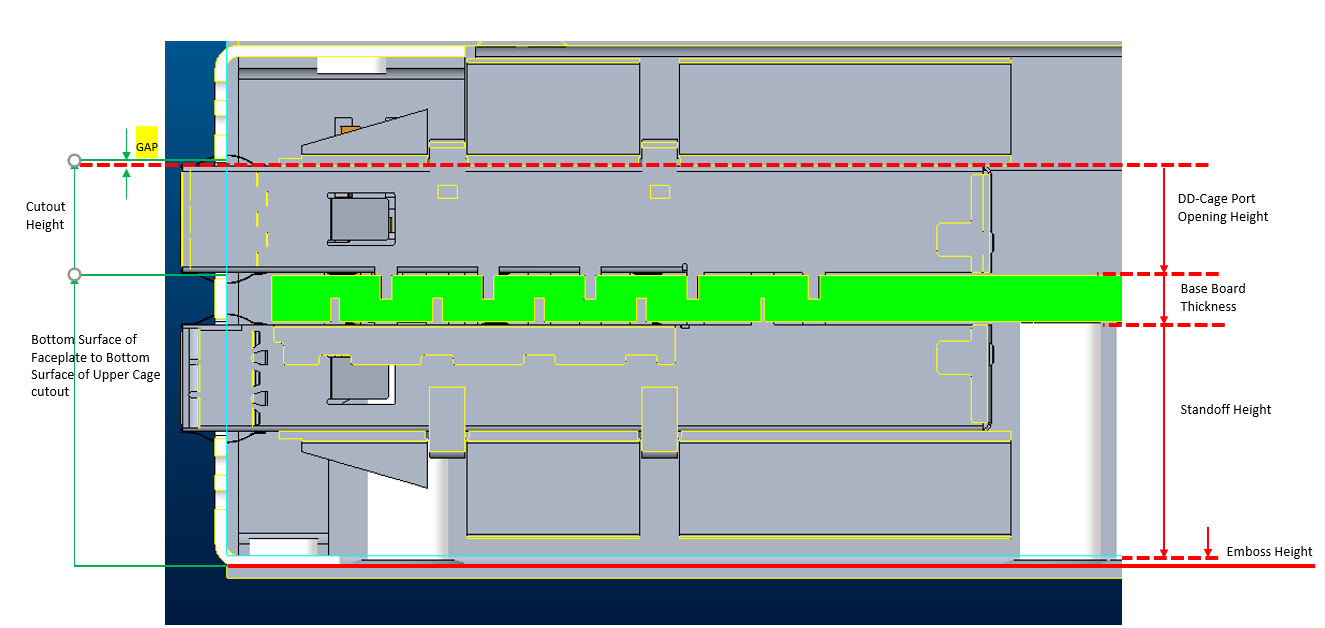 GAP
Cutout
Height
DD-Cage Port
Opening Height
Base Board
Thickness
Bottom Surface of
Faceplate to Bottom
Surface of Upper Cage
cutout
Standoff Height
Emboss Height